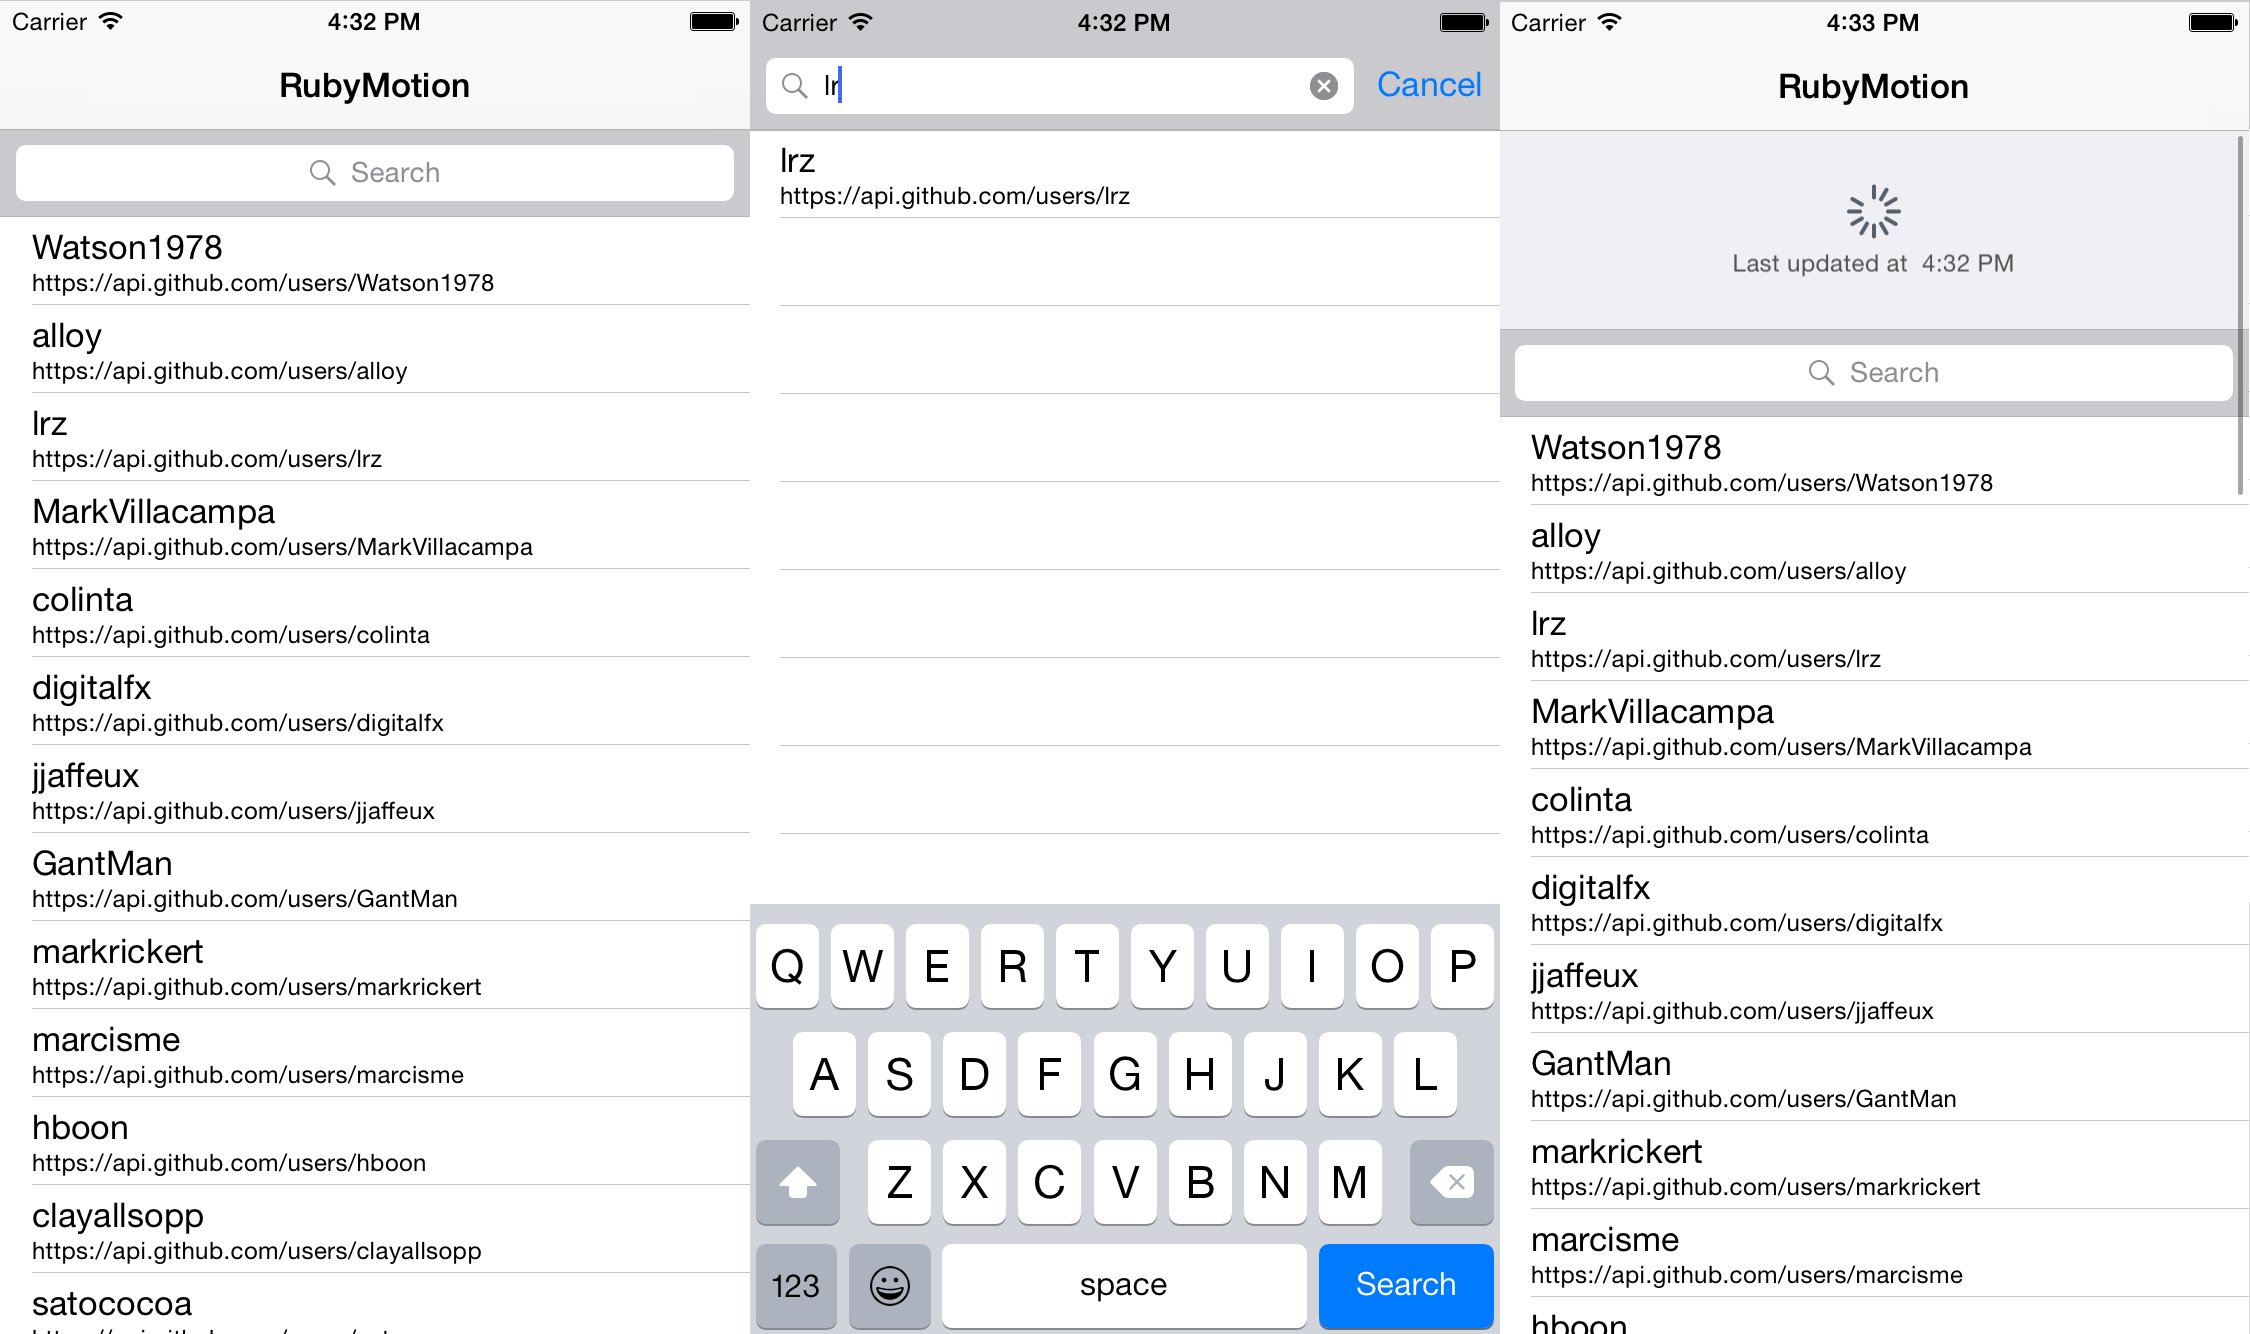 Carrier 4:32 PM
RubyMotion
Search
Watson1978
https://api.github.com/users/Watson1978
alloy
https://api.github.com/users/alloy
lrz
https://api.github.com/users/lrz
MarkVillacampa
https://api.github.com/users/MarkVillacampa
colinta
https://api.github.com/users/colinta
digitalfx
https://api.github.com/users/digitalfx
jjaffeux
https://api.github.com/users/jjaffeux
GantMan
https://api.github.com/users/GantMan
markrickert
https://api.github.com/users/markrickert
marcisme
https://api.github.com/users/marcisme
hboon
https://api.github.com/users/hboon
clayallsopp
https://api.github.com/users/clayallsopp
satococoa
Carrier 4:32 PM
lr Cancel
lrz
https://api.github.com/users/lrz
Q W E R T Y U I O P
A S D F G H J K L
Z X C V B N M
123 space Search
Carrier 4:33 PM
RubyMotion
Last updated at 4:32 PM
Search
Watson1978
https://api.github.com/users/Watson1978
alloy
https://api.github.com/users/alloy
lrz
https://api.github.com/users/lrz
MarkVillacampa
https://api.github.com/users/MarkVillacampa
colinta
https://api.github.com/users/colinta
digitalfx
https://api.github.com/users/digitalfx
jjaffeux
https://api.github.com/users/jjaffeux
GantMan
https://api.github.com/users/GantMan
markrickert
https://api.github.com/users/markrickert
marcisme
https://api.github.com/users/marcisme
hboon